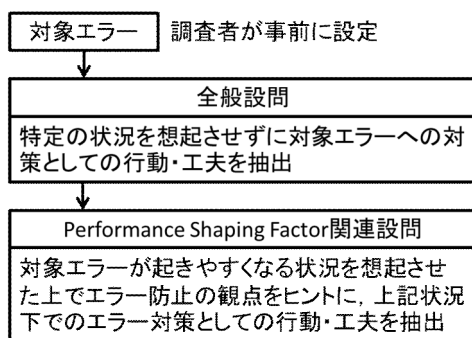 対象エラー 調査者が事前に設定
全般設問
特定の状況を想起させずに対象エラーへの対
策としての行動・工夫を抽出
Performance Shaping Factor関連設問
対象エラーが起きやすくなる状況を想起させ
た上でエラー防止の観点をヒントに，上記状況
下でのエラー対策としての行動・工夫を抽出